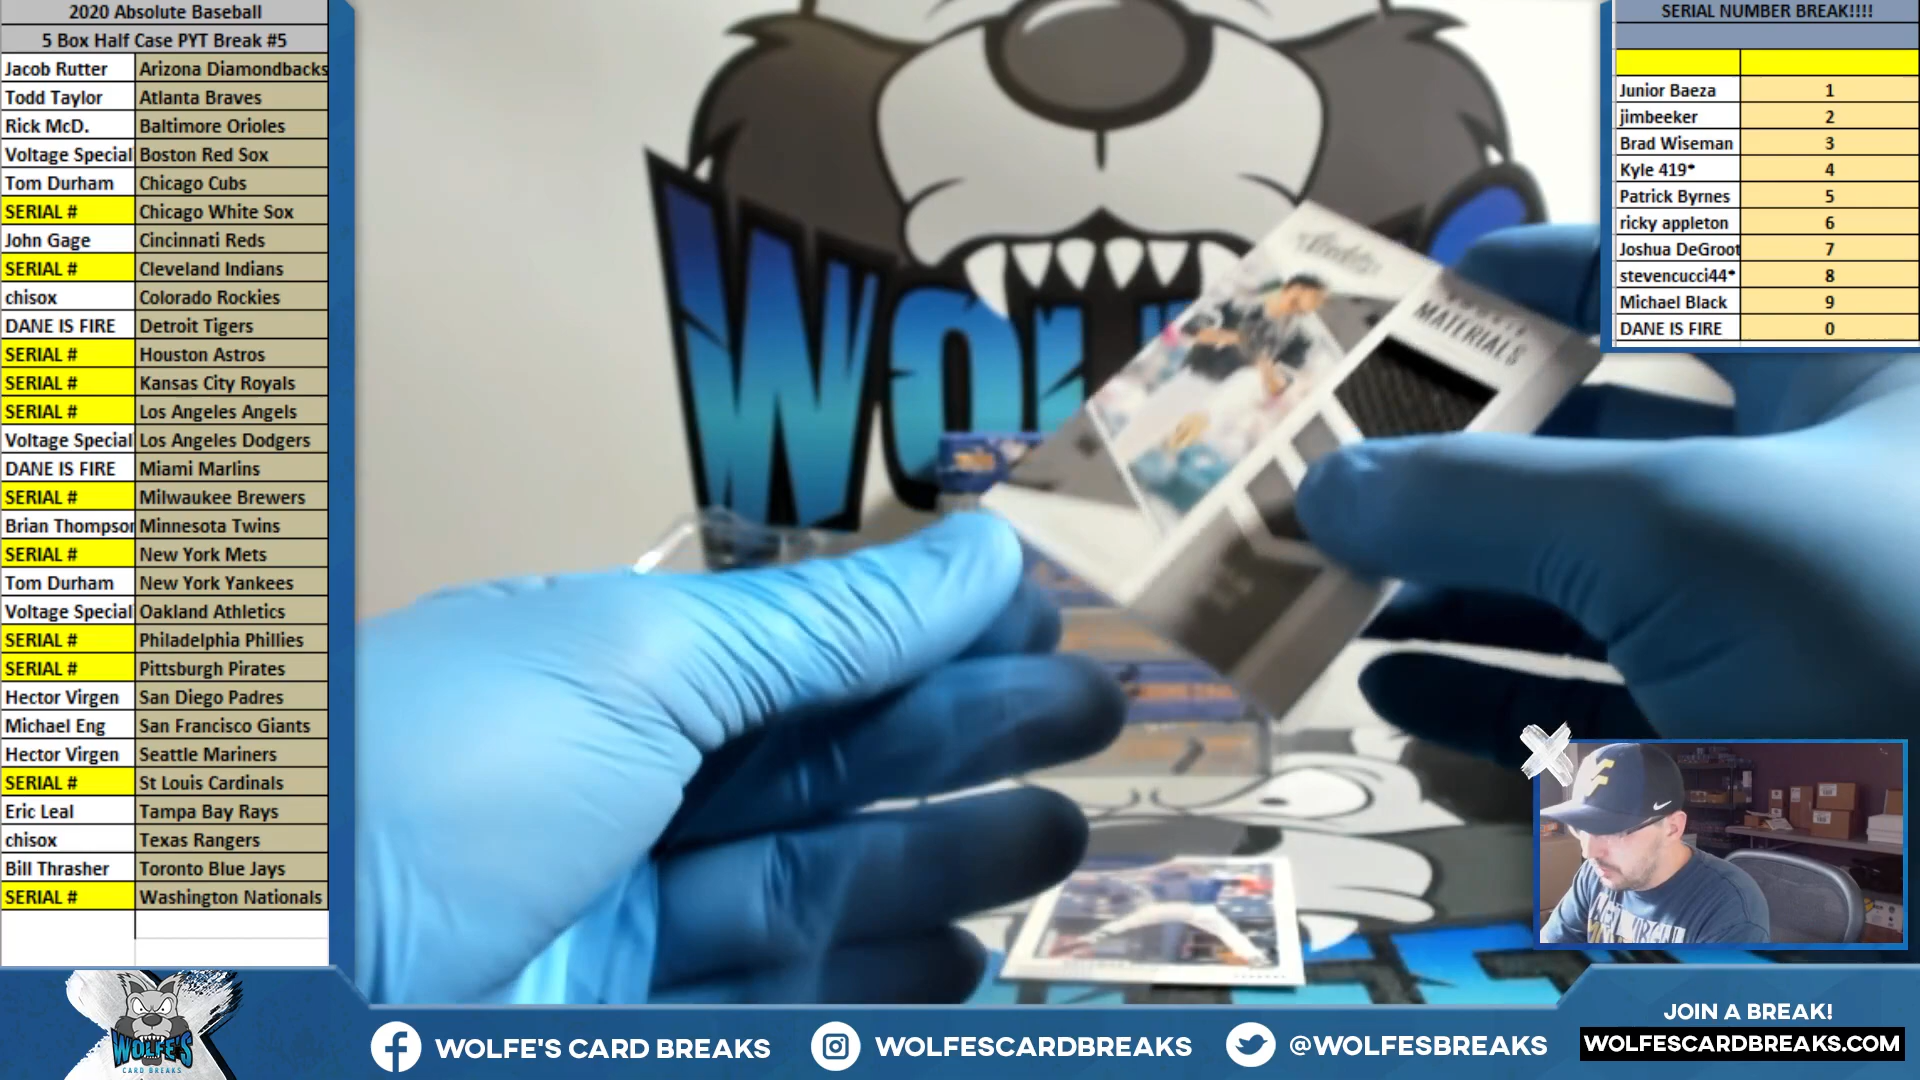 2020 Absolute Baseball
5 Box Half Case PYT Break #5
Jacob Rutter Arizona Diamondbacks
Todd Taylor Atlanta Braves
Rick McD. Baltimore Orioles
Voltage Special Boston Red Sox
Tom Durham Chicago Cubs
SERIAL # Chicago White Sox
John Gage Cincinnati Reds
SERIAL # Cleveland Indians
chisox Colorado Rockies
DANE IS FIRE Detroit Tigers
SERIAL # Houston Astros
SERIAL # Kansas City Royals
SERIAL # Los Angeles Angels
Voltage Special Los Angeles Dodgers
DANE IS FIRE Miami Marlins
SERIAL # Milwaukee Brewers
Brian Thompson Minnesota Twins
SERIAL # New York Mets
Tom Durham New York Yankees
Voltage Special Oakland Athletics
SERIAL # Philadelphia Phillies
SERIAL # Pittsburgh Pirates
Hector Virgen San Diego Padres
Michael Eng San Francisco Giants
Hector Virgen Seattle Mariners
SERIAL # St Louis Cardinals
Eric Leal Tampa Bay Rays
chisox Texas Rangers
Bill Thrasher Toronto Blue Jays
SERIAL # Washington Nationals
SERIAL NUMBER BREAK!!!!
Junior Baeza 1
jimbeeker 2
Brad Wiseman 3
Kyle 419* 4
Patrick Byrnes 5
ricky appleton 6
Joshua DeGroot 7
stevencucci44* 8
Michael Black 9
DANE IS FIRE 0
MATERIALS
WOLFE'S
CARD BREAKS
WOLFE'S CARD BREAKS
WOLFESCARDBREAKS
@WOLFESBREAKS
JOIN A BREAK!
WOLFESCARDBREAKS.COM